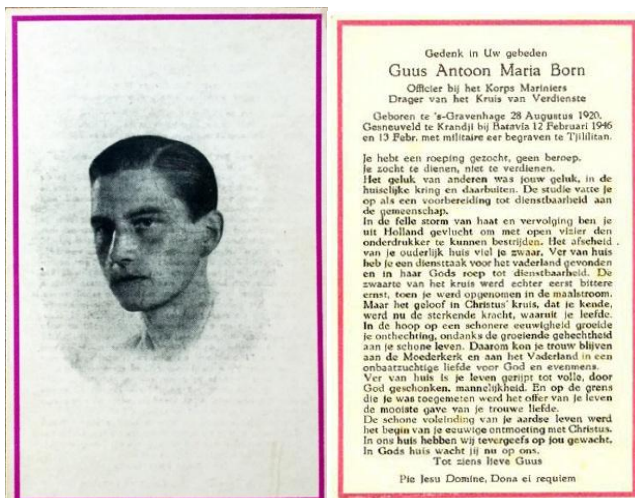 Gedenk in Uw gebeden
Guus Antoon Maria Born
Officier bij het Korps Mariniers
Drager van het Kruis van Verdienste
Geboren te 's-Gravenhage 28 Augustus 1920.
Gesneuveld te Krandji bij Batavia 12 Februari 1946
en 13 Febr. met militaire eer begraven te Tjililitan.
Je hebt een roeping gezocht, geen beroep.
Je zocht te dienen, niet te verdienen.
Het geluk van anderen was jouw geluk, in de
huiselijke kring en daarbuiten. De studie vatte je
op als een voorbereiding tot dienstbaarheid aan
de gemeenschap.
In de felle storm van haat en vervolging ben je
uit Holland gevlucht om met open vizier den
onderdrukker te kunnen bestrijden. Het afscheid
van je ouderlijk huis viel je zwaar. Ver van huis
heb je een diensttaak voor het vaderland gevonden
en in haar Gods roep tot dienstbaarheid. De
zwaarte van het kruis werd echter eerst bittere
ernst, toen je werd opgenomen in de maalstroom.
Maar het geloof in Christus' kruis, dat je kende,
werd nu de sterkende kracht, waaruit je leefde.
In de hoop op een schonere eeuwigheid groeide
je onthechting, ondanks de groeiende gehechtheid
aan je schone leven. Daarom kon je trouw blijven
aan de Moederkerk en aan het Vaderland in een
onbaatzuchtige liefde voor God en evenmens.
Ver van huis is je leven gerijpt tot volle, door
God geschonken, mannelijkheid. En op de grens
die je was toegemeten werd het offer van je leven
de mooiste gave van je trouwe liefde.
De schone voleinding van je aardse leven werd
het begin van je eeuwige ontmoeting met Christus.
In ons huis hebben wij tevergeefs op jou gewacht.
In Gods huis wacht jij nu op ons.
Tot ziens lieve Guus
Pie Jesu Domine, Dona ei requiem